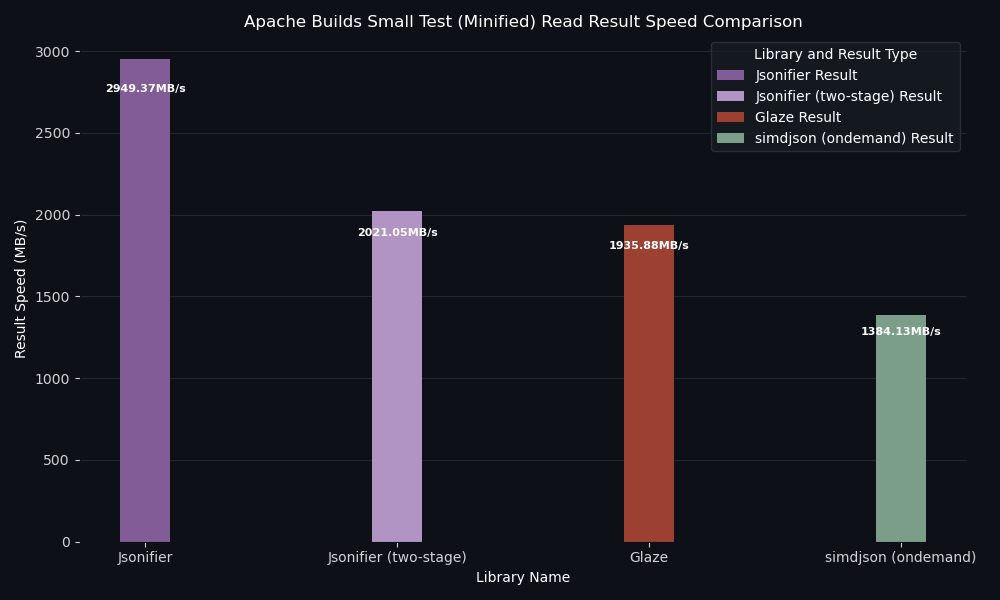 Apache Builds Small Test (Minified) Read Result Speed Comparison
Library and Result Type
Jsonifier Result
Jsonifier (two-stage) Result
Glaze Result
simdjson (ondemand) Result
Result Speed (MB/s)
3000
2500
2000
1500
1000
500
0
2949.37MB/s
2021.05MB/s
1935.88MB/s
1384.13MB/s
Jsonifier
Jsonifier (two-stage)
Glaze
simdjson (ondemand)
Library Name